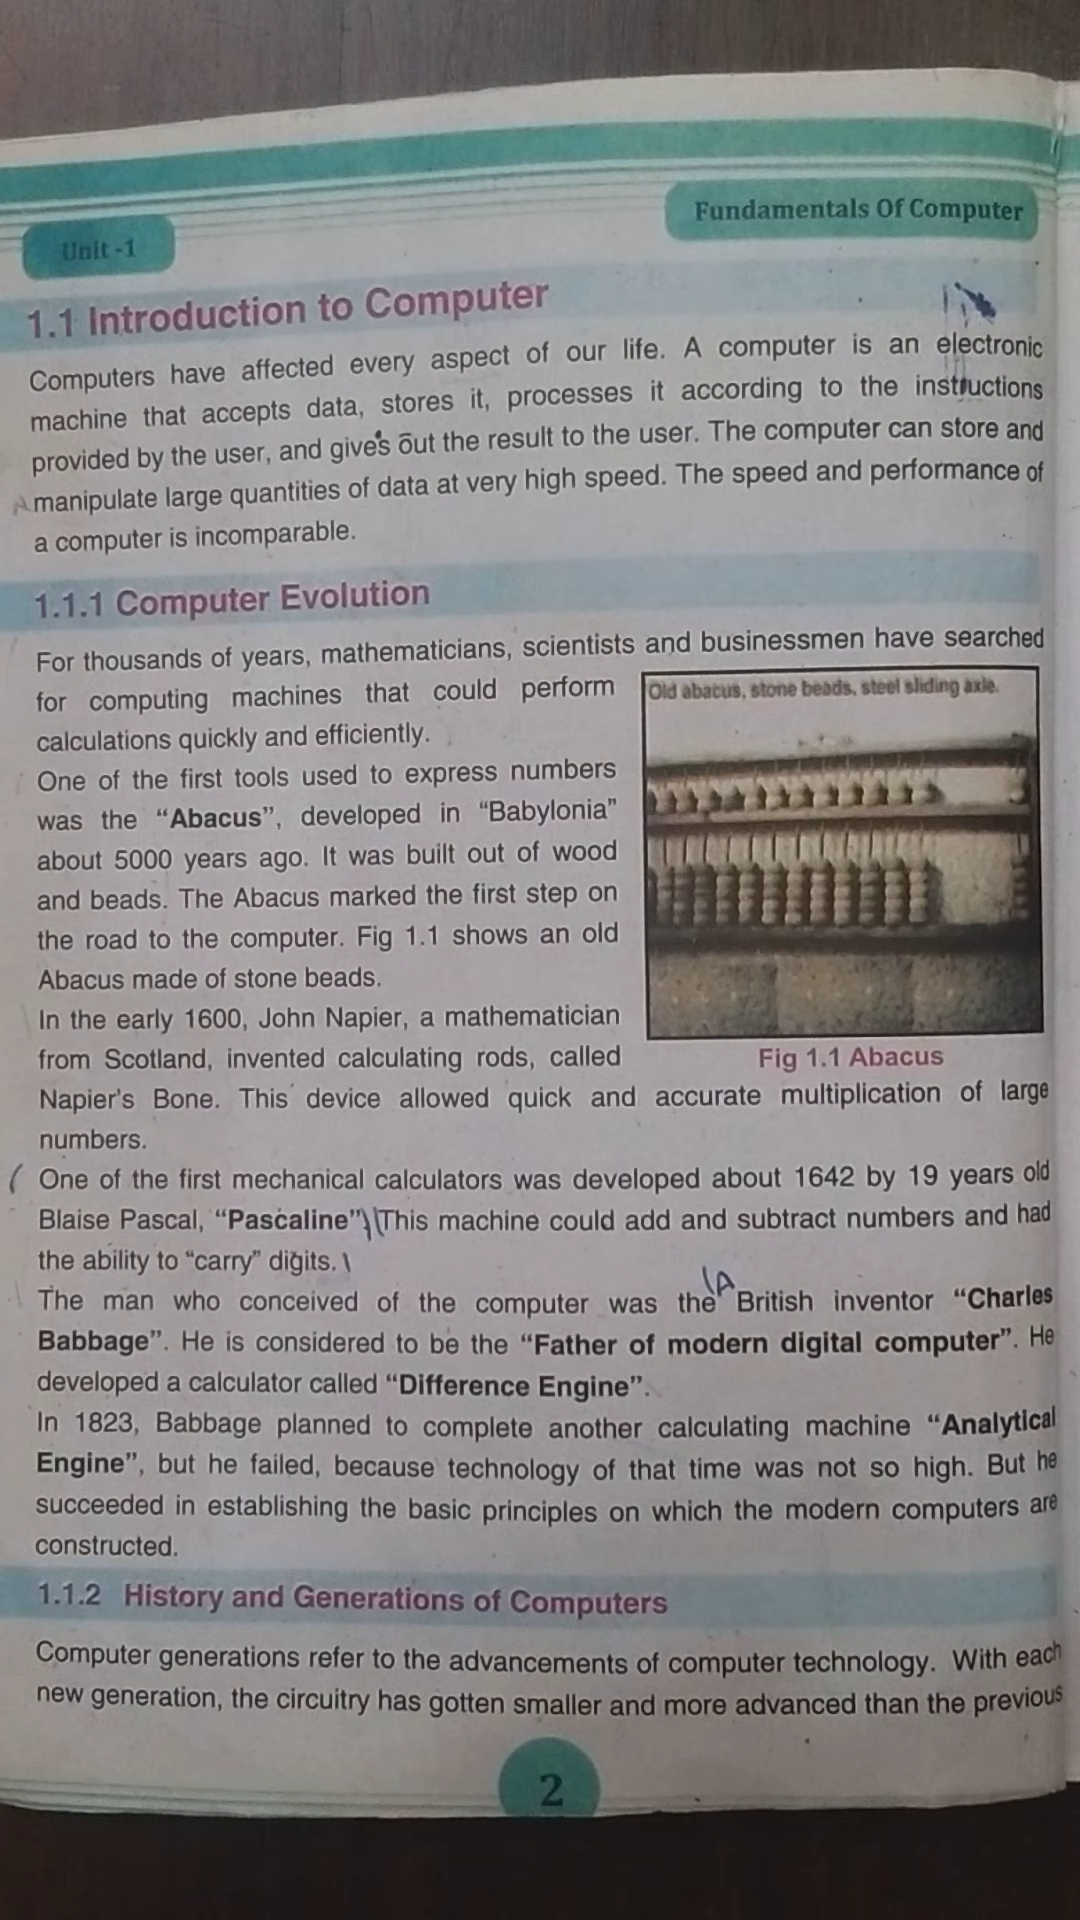 Fundamentals Of Computer
Unit -1
1.1 Introduction to Computer
Computers have affected every aspect of our life. A computer is an electronic
machine that accepts data, stores it, processes it according to the instructions
provided by the user, and gives out the result to the user. The computer can store and
manipulate large quantities of data at very high speed. The speed and performance of
a computer is incomparable.
1.1.1 Computer Evolution
For thousands of years, mathematicians, scientists and businessmen have searched
for computing machines that could perform
calculations quickly and efficiently.
One of the first tools used to express numbers
was the “Abacus”, developed in “Babylonia”
about 5000 years ago. It was built out of wood
and beads. The Abacus marked the first step on
the road to the computer. Fig 1.1 shows an old
Abacus made of stone beads.
In the early 1600, John Napier, a mathematician
from Scotland, invented calculating rods, called
Old abacus, stone beads, steel sliding axle.
Fig 1.1 Abacus
Napier's Bone. This device allowed quick and accurate multiplication of large
numbers.
One of the first mechanical calculators was developed about 1642 by 19 years old
Blaise Pascal, “Pascaline” This machine could add and subtract numbers and had
the ability to “carry” digits.
The man who conceived of the computer was the British inventor “Charles
Babbage”. He is considered to be the “Father of modern digital computer”. He
developed a calculator called “Difference Engine”.
In 1823, Babbage planned to complete another calculating machine “Analytical
Engine”, but he failed, because technology of that time was not so high. But he
succeeded in establishing the basic principles on which the modern computers are
constructed.
1.1.2 History and Generations of Computers
Computer generations refer to the advancements of computer technology. With each
new generation, the circuitry has gotten smaller and more advanced than the previous
2